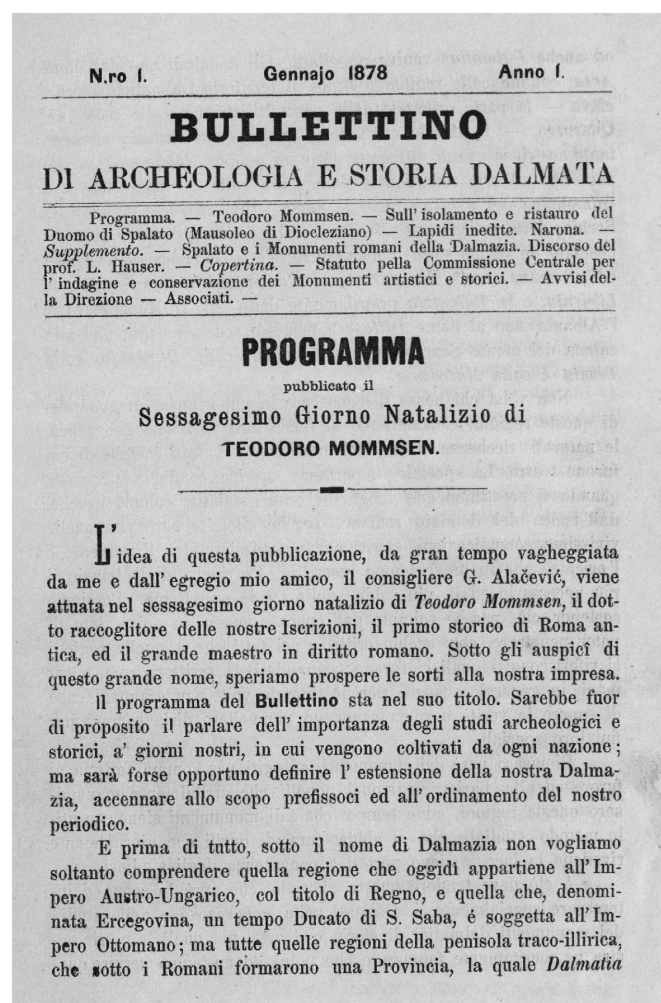 N.ro 1. Gennajo 1878 Anno 1.
BULLETTINO
DI ARCHEOLOGIA E STORIA DALMATA
Programma. — Teodoro Mommsen. — Sull' isolamento e ristauro del
Duomo di Spalato (Mausoleo di Diocleziano) — Lapidi inedite. Narona. —
Supplemento. — Spalato e i Monumenti romani della Dalmazia. Discorso del
prof. L. Hauser. — Copertina. — Statuto pella Commissione Centrale per
l' indagine e conservazione dei Monumenti artistici e storici. — Avvisi del-
la Direzione — Associati. —
PROGRAMMA
pubblicato il
Sessagesimo Giorno Natalizio di
TEODORO MOMMSEN.
L'idea di questa pubblicazione, da gran tempo vagheggiata
da me e dall' egregio mio amico, il consigliere G. Alačević, viene
attuata nel sessagesimo giorno natalizio di Teodoro Mommsen, il dot-
to raccoglitore delle nostre Iscrizioni, il primo storico di Roma an-
tica, ed il grande maestro in diritto romano. Sotto gli auspicî di
questo grande nome, speriamo prospere le sorti alla nostra impresa.
Il programma del Bullettino sta nel suo titolo. Sarebbe fuor
di proposito il parlare dell' importanza degli studi archeologici e
storici, a' giorni nostri, in cui vengono coltivati da ogni nazione ;
ma sarà forse opportuno definire l' estensione della nostra Dalma-
zia, accennare allo scopo prefissoci ed all' ordinamento del nostro
periodico.
E prima di tutto, sotto il nome di Dalmazia non vogliamo
soltanto comprendere quella regione che oggidì appartiene all' Im-
pero Austro-Ungarico, col titolo di Regno, e quella che, denomi-
nata Ercegovina, un tempo Ducato di S. Saba, é soggetta all' Im-
pero Ottomano ; ma tutte quelle regioni della penisola traco-illirica,
che sotto i Romani formarono una Provincia, la quale Dalmatia